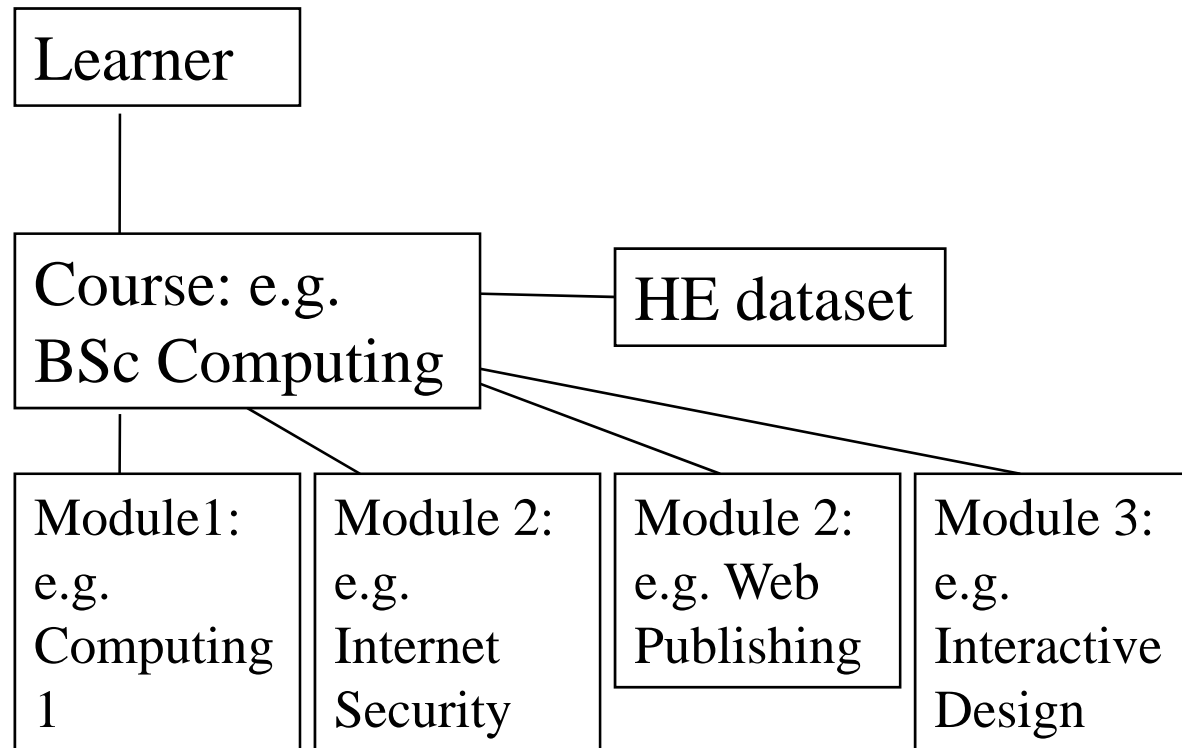 Learner
Course: e.g.
BSc Computing
HE dataset
Module1:
e.g.
Computing
1
Module 2:
e.g.
Internet
Security
Module 2:
e.g. Web
Publishing
Module 3:
e.g.
Interactive
Design